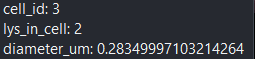 cell_id: 3
lys_in_cell: 2
diameter_um: 0.28349997103214264